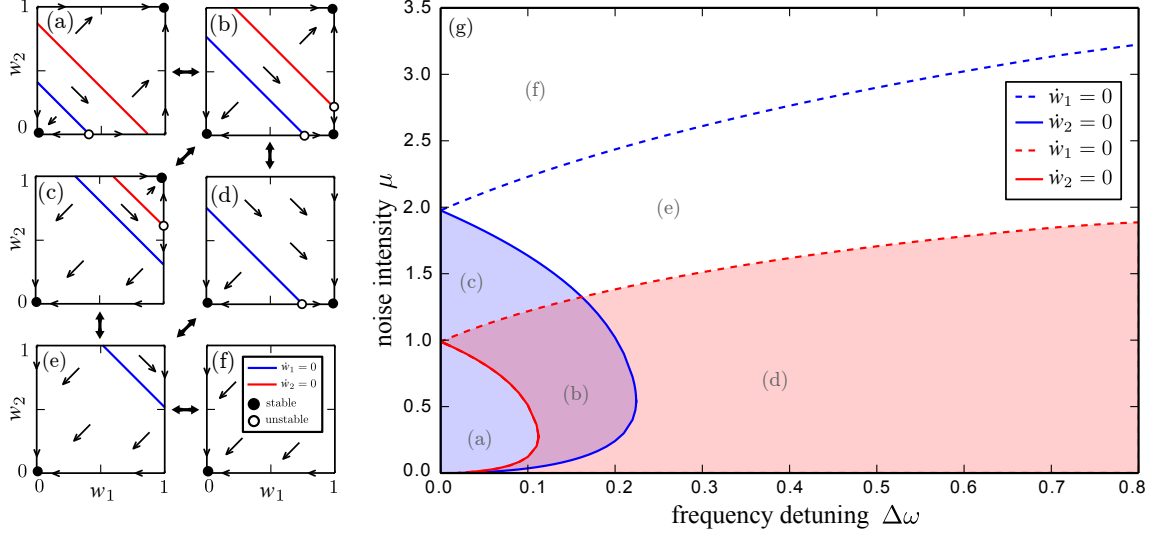 (a)
1
w₂
0
(b)
(c)
1
w₂
0
(d)
(e)
1
w₂
0
0
w₁
1
(f)
ẇ₁ = 0
ẇ₂ = 0
stable
unstable
0
w₁
1
(g)
3.5
3.0
2.5
2.0
1.5
1.0
0.5
0.0
noise intensity μ
(f)
(e)
(c)
(b)
(d)
(a)
ẇ₁ = 0
ẇ₂ = 0
ẇ₁ = 0
ẇ₂ = 0
0.0 0.1 0.2 0.3 0.4 0.5 0.6 0.7 0.8
frequency detuning Δω